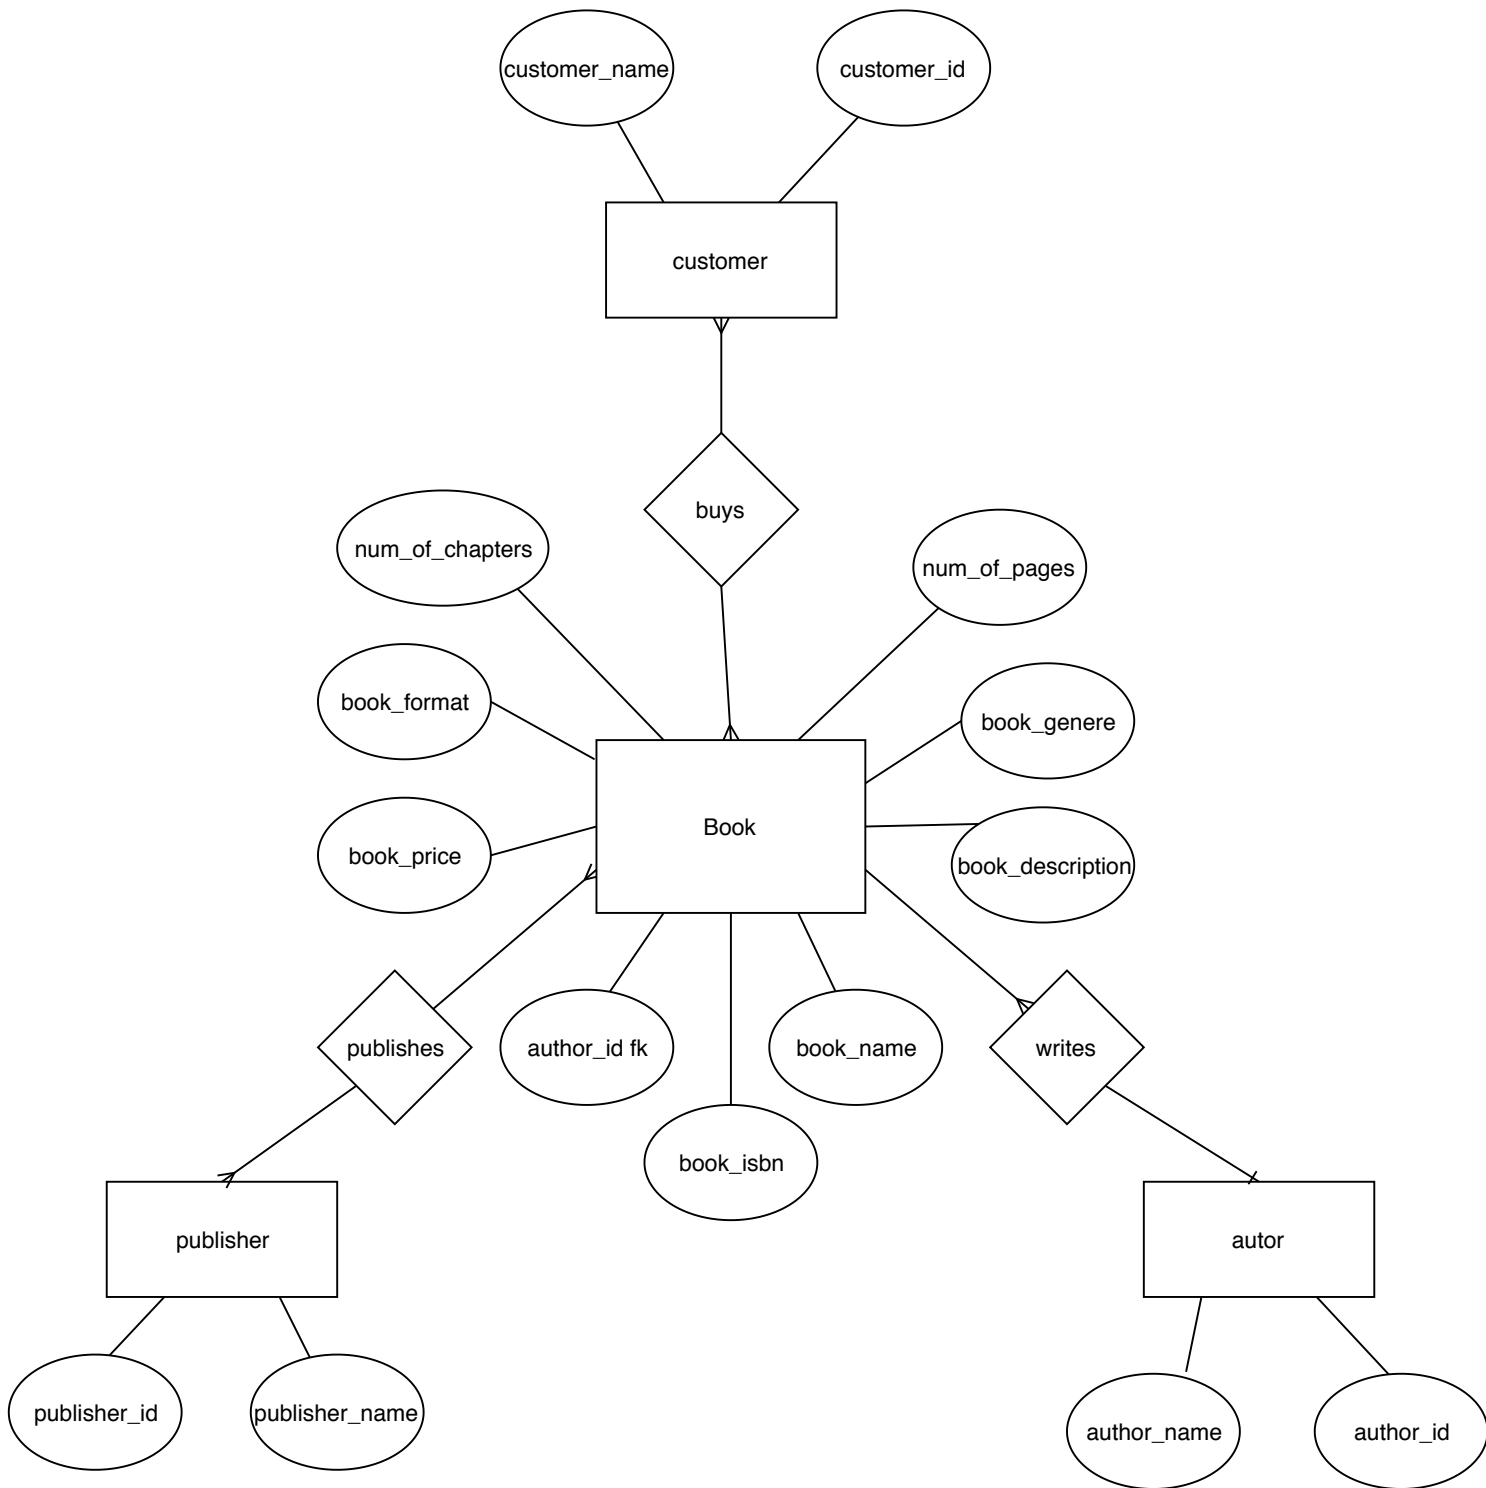 customer_name
customer_id
customer
buys
num_of_chapters
num_of_pages
book_format
book_genere
Book
book_price
book_description
publishes
author_id fk
book_name
writes
book_isbn
publisher
autor
publisher_id
publisher_name
author_name
author_id